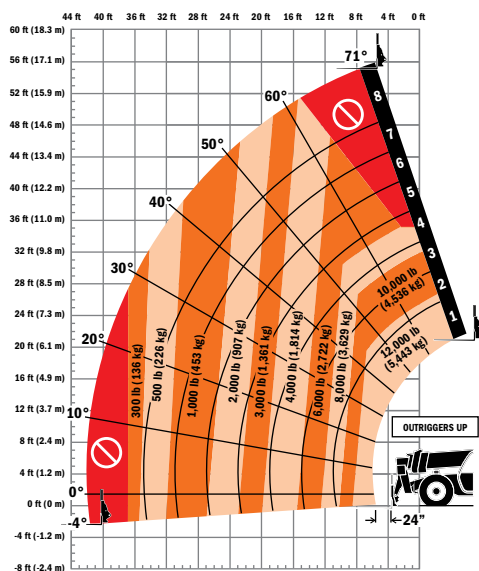 44 ft 40 ft 36 ft 32 ft 28 ft 24 ft 20 ft 16 ft 12 ft 8 ft 4 ft 0 ft
60 ft (18.3 m)
56 ft (17.1 m)
52 ft (15.9 m)
48 ft (14.6 m)
44 ft (13.4 m)
40 ft (12.2 m)
36 ft (11.0 m)
32 ft (9.8 m)
28 ft (8.5 m)
24 ft (7.3 m)
20 ft (6.1 m)
16 ft (4.9 m)
12 ft (3.7 m)
8 ft (2.4 m)
4 ft (1.2 m)
0 ft (0 m)
-4 ft (-1.2 m)
-8 ft (-2.4 m)
71°
60°
50°
40°
30°
20°
10°
0°
-4°
8
7
6
5
4
3
2
1
300 lb (136 kg)
500 lb (226 kg)
1,000 lb (453 kg)
2,000 lb (907 kg)
3,000 lb (1,361 kg)
4,000 lb (1,814 kg)
6,000 lb (2,722 kg)
8,000 lb (3,629 kg)
10,000 lb
(4,536 kg)
12,000 lb
(5,443 kg)
OUTRIGGERS UP
24"